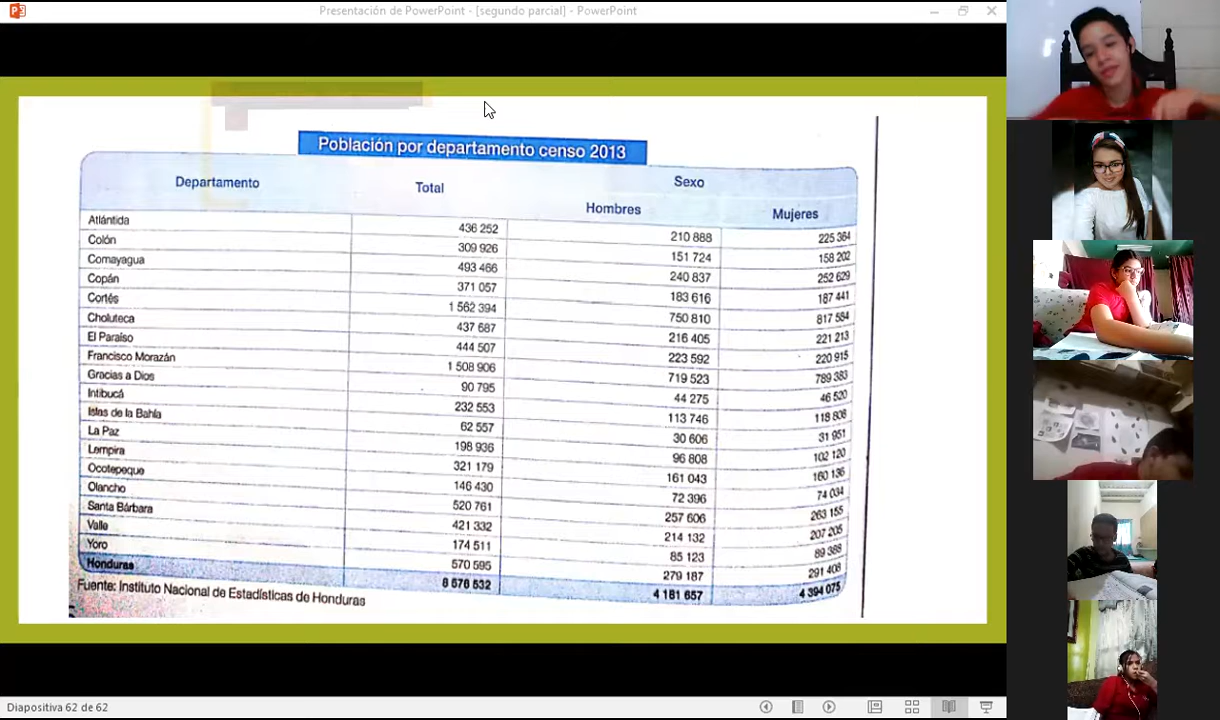 Presentación de PowerPoint - [segundo parcial] - PowerPoint
Población por departamento censo 2013
Departamento Total Sexo
Hombres Mujeres
Atlántida 436 252 210 888 225 364
Colón 309 926 151 724 158 202
Comayagua 493 466 240 837 252 629
Copán 371 057 183 616 187 441
Cortés 1 562 394 750 810 817 584
Choluteca 437 687 216 405 221 213
El Paraíso 444 507 223 592 220 915
Francisco Morazán 1 508 906 719 523 789 383
Gracias a Dios 90 795 44 275 46 520
Intibucá 232 553 113 746 118 808
Islas de la Bahía 62 557 30 606 31 951
La Paz 198 936 96 808 102 120
Lempira 321 179 161 043 160 136
Ocotepeque 146 430 72 396 74 034
Olancho 520 761 257 606 263 155
Santa Bárbara 421 332 214 132 207 205
Valle 174 511 85 123 89 388
Yoro 570 595 279 187 291 408
Honduras 8 576 532 4 181 657 4 394 075
Fuente: Instituto Nacional de Estadísticas de Honduras
Diapositiva 62 de 62